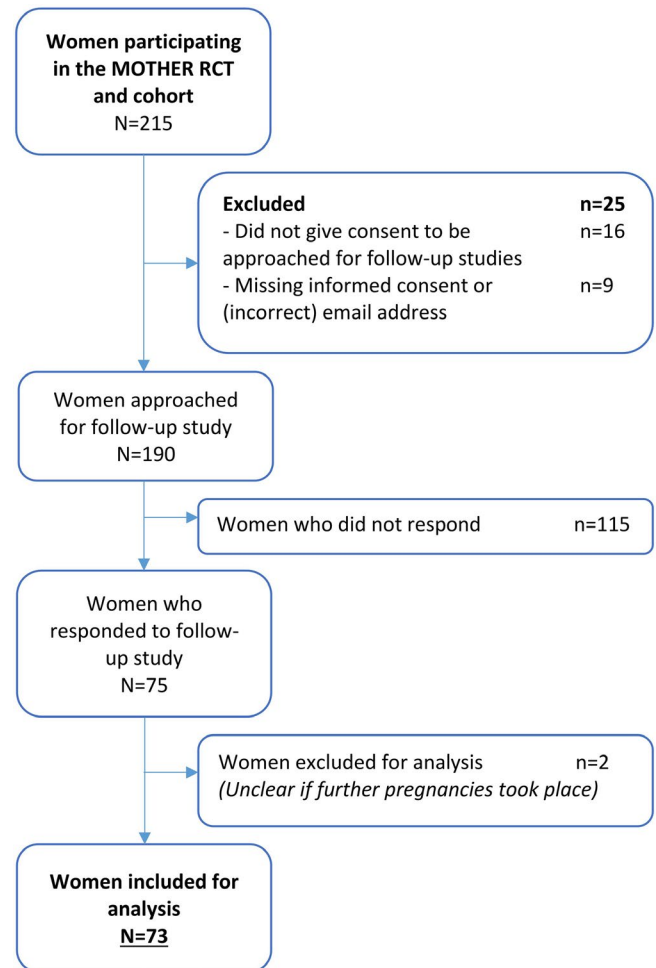 Women participating
in the MOTHER RCT
and cohort
N=215
Excluded n=25
- Did not give consent to be n=16
approached for follow-up studies
- Missing informed consent or n=9
(incorrect) email address
Women approached
for follow-up study
N=190
Women who did not respond n=115
Women who
responded to follow-
up study
N=75
Women excluded for analysis n=2
(Unclear if further pregnancies took place)
Women included for
analysis
N=73